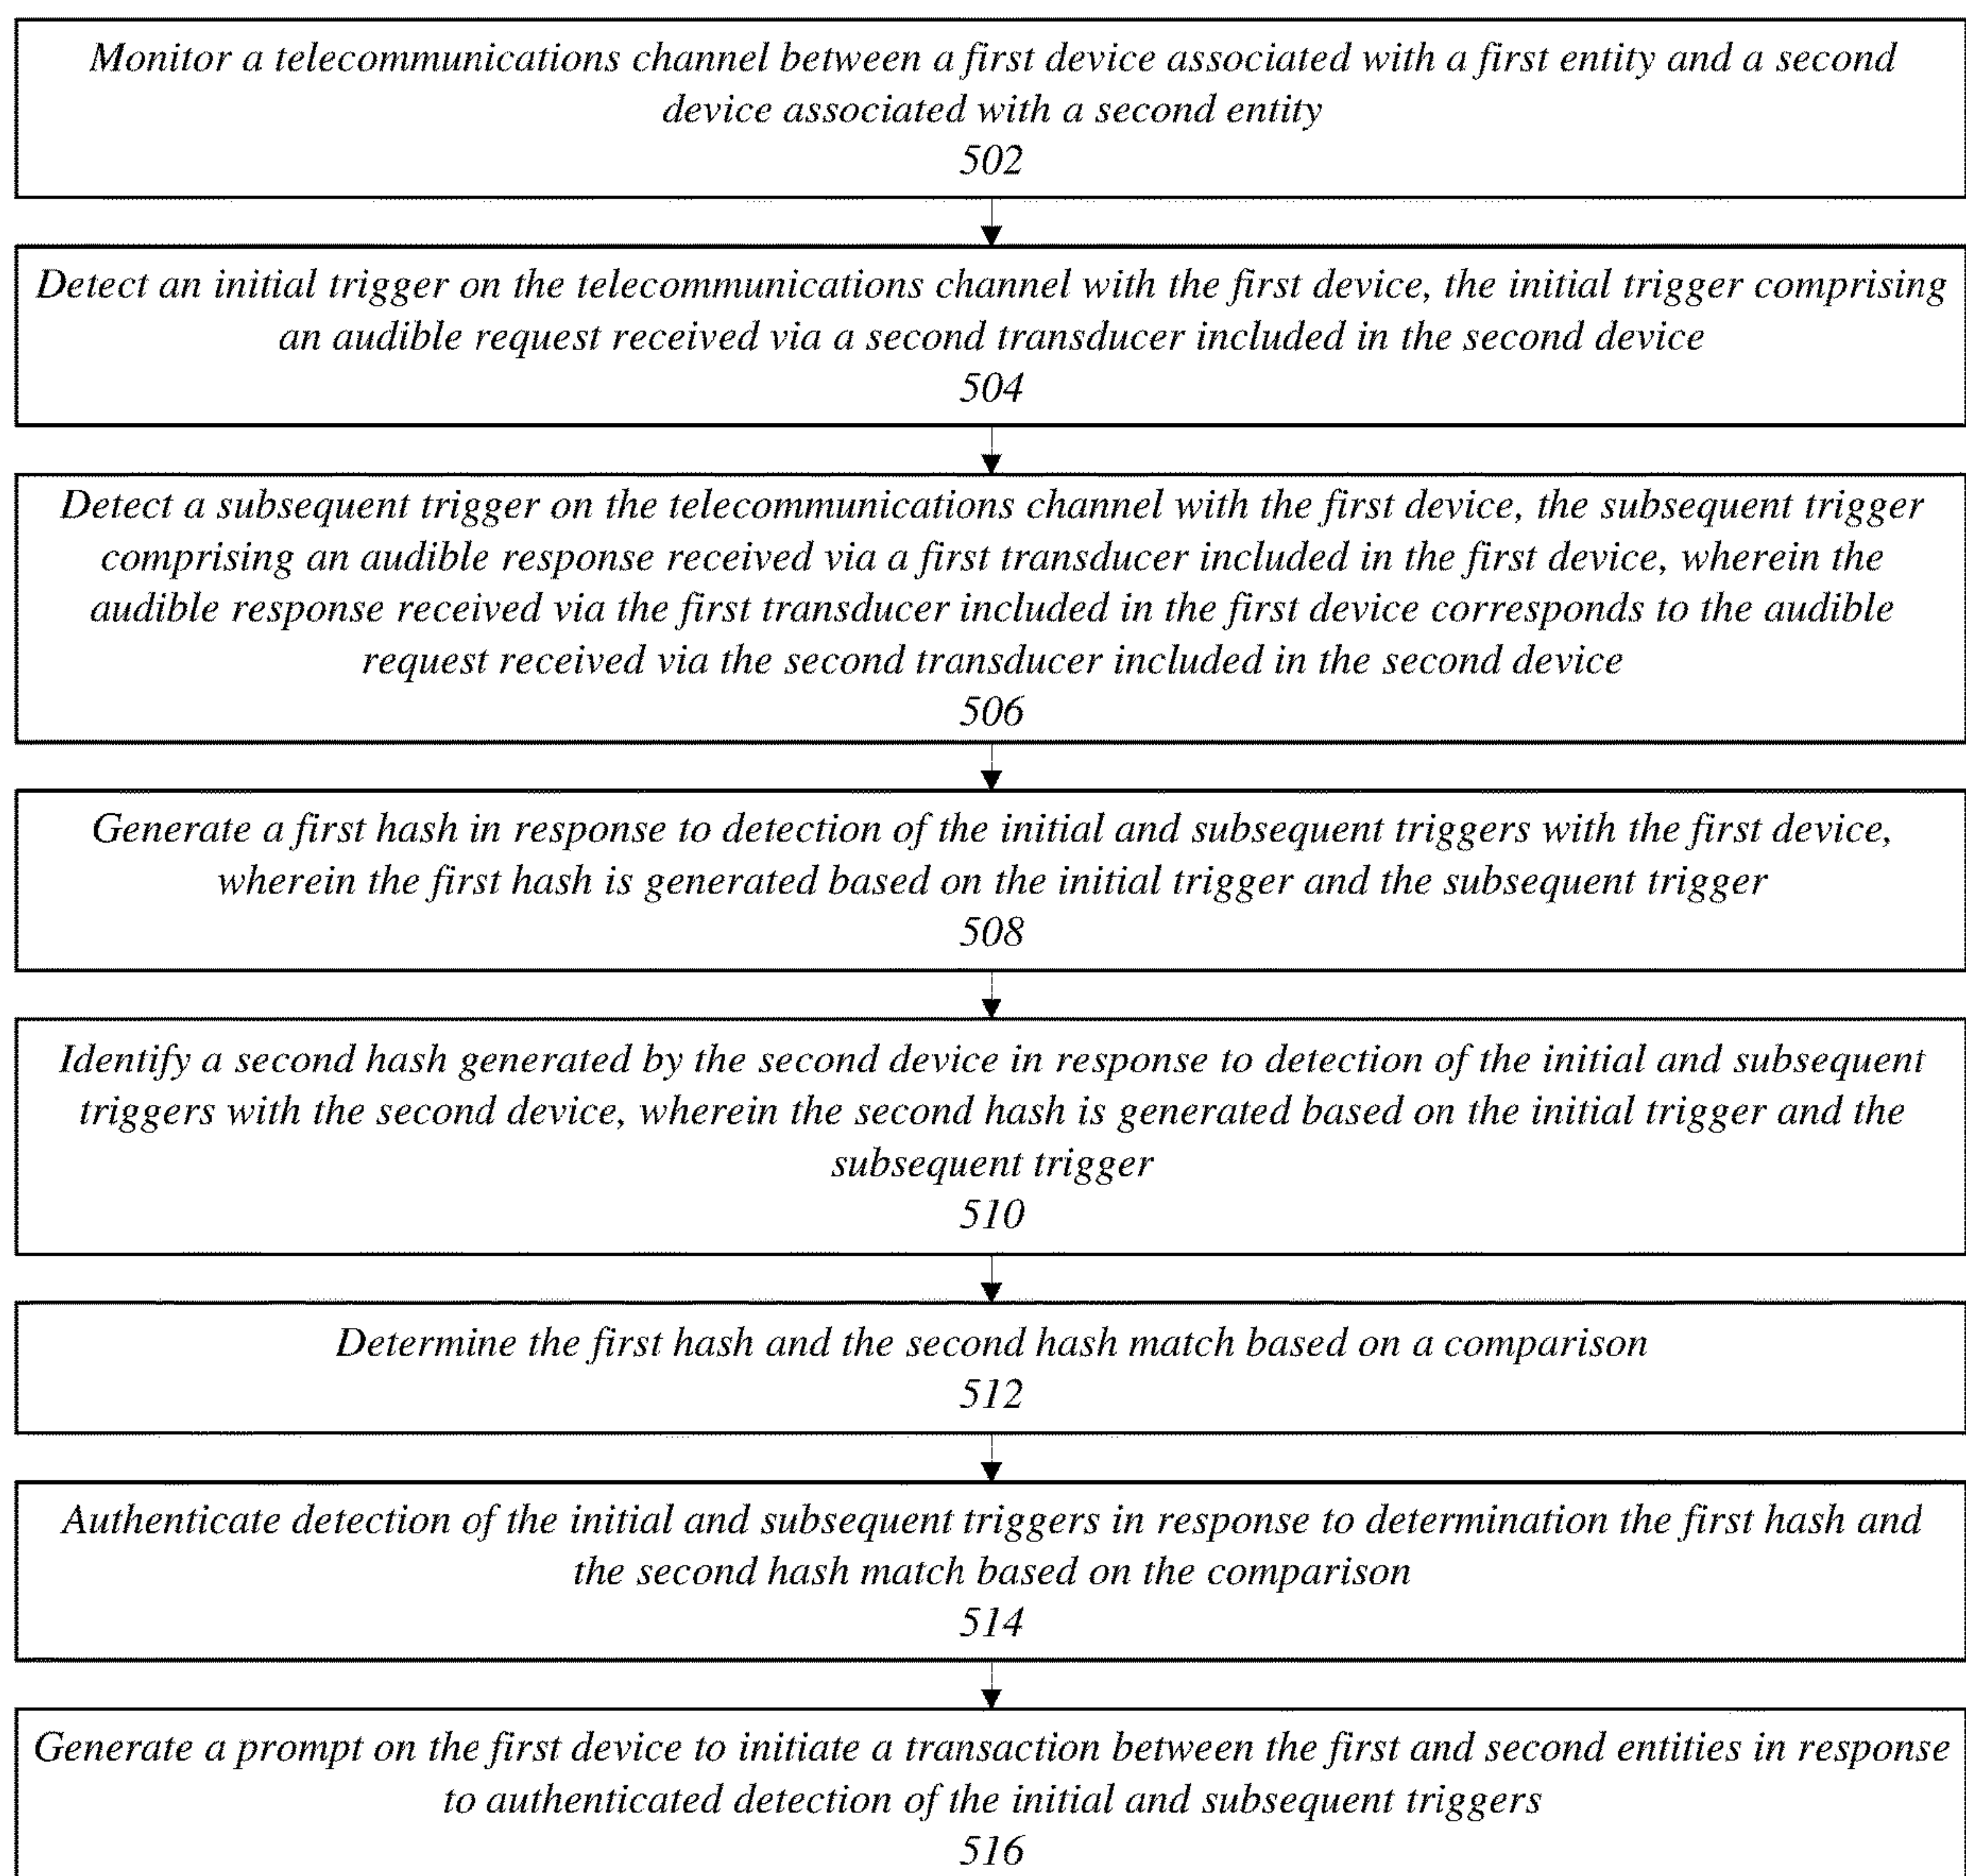 Monitor a telecommunications channel between a first device associated with a first entity and a second
device associated with a second entity
502
Detect an initial trigger on the telecommunications channel with the first device, the initial trigger comprising
an audible request received via a second transducer included in the second device
504
Detect a subsequent trigger on the telecommunications channel with the first device, the subsequent trigger
comprising an audible response received via a first transducer included in the first device, wherein the
audible response received via the first transducer included in the first device corresponds to the audible
request received via the second transducer included in the second device
506
Generate a first hash in response to detection of the initial and subsequent triggers with the first device,
wherein the first hash is generated based on the initial trigger and the subsequent trigger
508
Identify a second hash generated by the second device in response to detection of the initial and subsequent
triggers with the second device, wherein the second hash is generated based on the initial trigger and the
subsequent trigger
510
Determine the first hash and the second hash match based on a comparison
512
Authenticate detection of the initial and subsequent triggers in response to determination the first hash and
the second hash match based on the comparison
514
Generate a prompt on the first device to initiate a transaction between the first and second entities in response
to authenticated detection of the initial and subsequent triggers
516